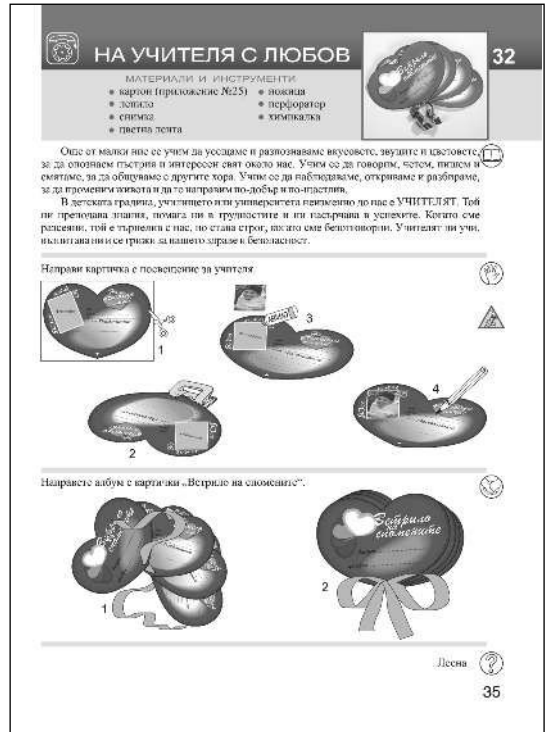 НА УЧИТЕЛЯ С ЛЮБОВ
32
МАТЕРИАЛИ И ИНСТРУМЕНТИ
• картон (приложение №25)
• лепило
• снимка
• цветна лента
• ножица
• перфоратор
• химикалка
Още от малки ние се учим да усещаме и разпознаваме вкусовете, звуците и цветовете,
за да опознаем пъстрия и интересен свят около нас. Учим се да говорим, четем, пишем и
смятаме, за да общуваме с другите хора. Учим се да наблюдаваме, откриваме и разбираме,
за да променим живота и да го направим по-добър и по-щастлив.
В детската градина, училището или университета неизменно до нас е УЧИТЕЛЯТ. Той
ни преподава знания, помага ни в трудностите и ни насърчава в успехите. Когато сме
разсеяни, той е търпелив с нас, но става строг, когато сме безотговорни. Учителят ни учи,
възпитава ни и се грижи за нашето здраве и безопасност.
Направи картичка с посвещение за учителя
1
3
2
4
Направете албум с картички „Ветрило на спомените“.
1
Ветрило
на
спомените
2
Лесна
35